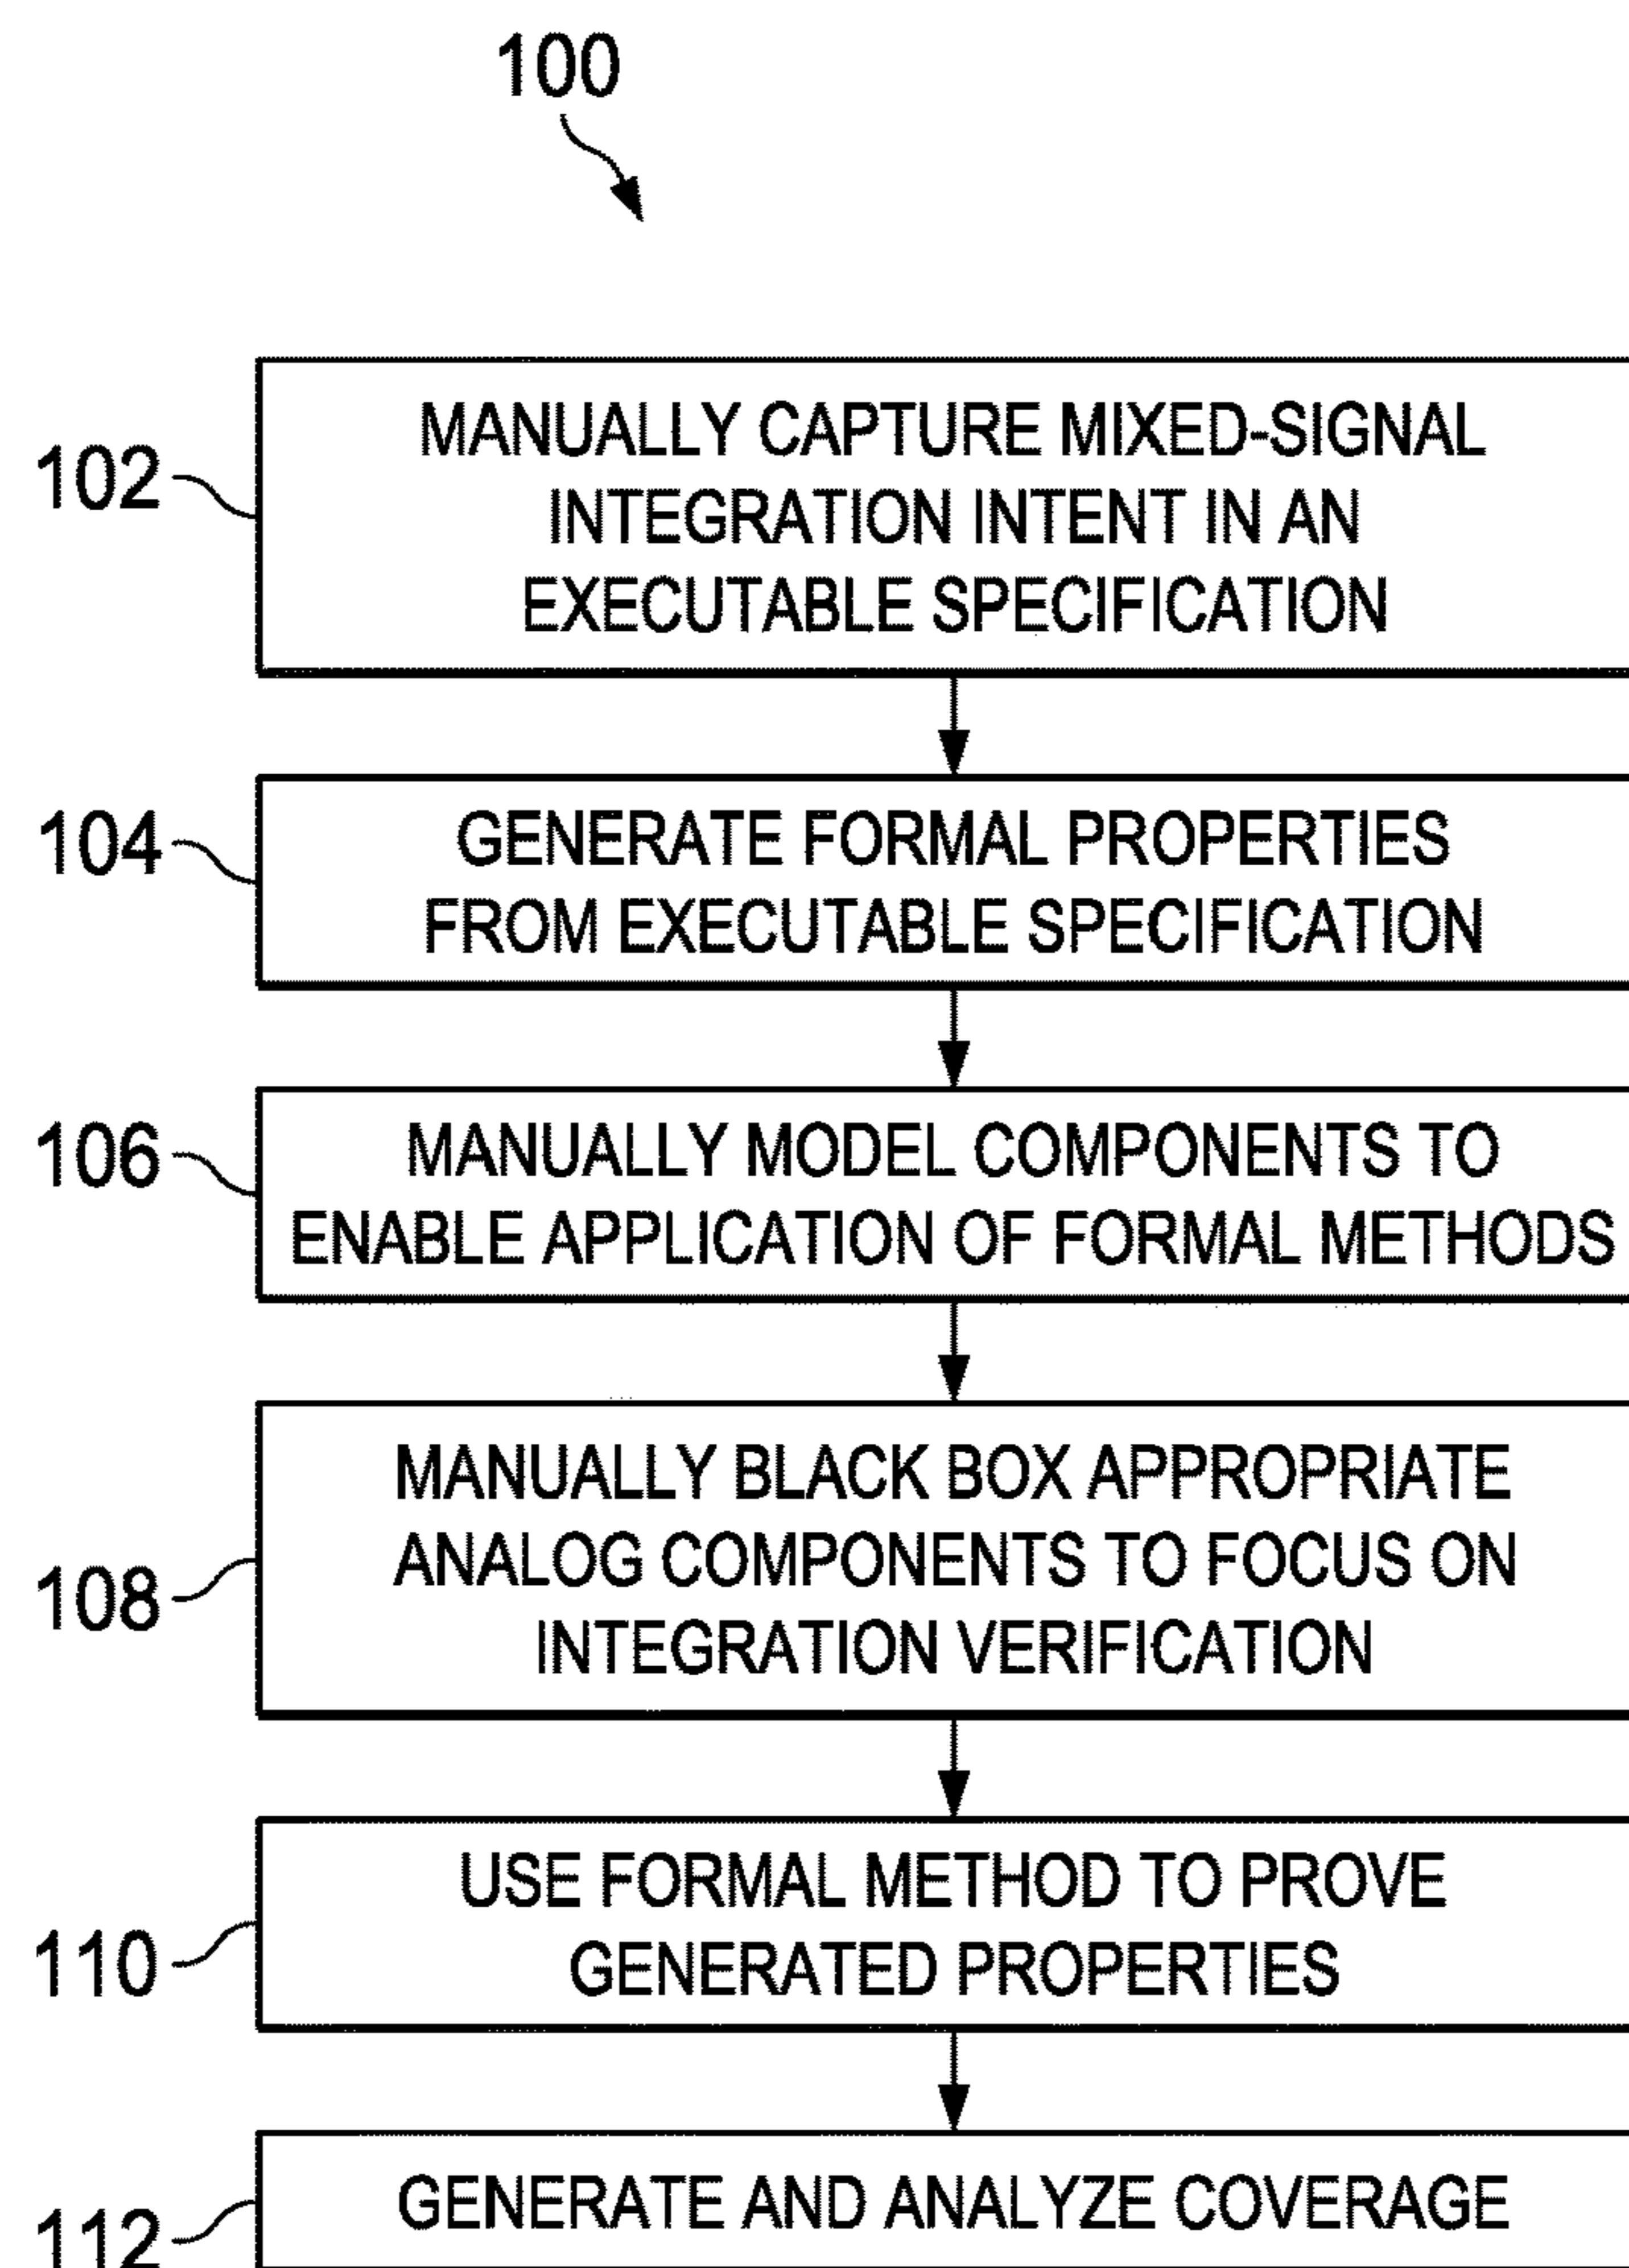 100
102
MANUALLY CAPTURE MIXED-SIGNAL
INTEGRATION INTENT IN AN
EXECUTABLE SPECIFICATION
104
GENERATE FORMAL PROPERTIES
FROM EXECUTABLE SPECIFICATION
106
MANUALLY MODEL COMPONENTS TO
ENABLE APPLICATION OF FORMAL METHODS
108
MANUALLY BLACK BOX APPROPRIATE
ANALOG COMPONENTS TO FOCUS ON
INTEGRATION VERIFICATION
110
USE FORMAL METHOD TO PROVE
GENERATED PROPERTIES
112
GENERATE AND ANALYZE COVERAGE